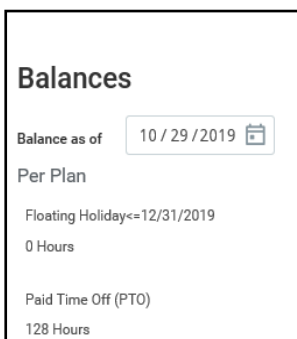 Balances
Balance as of 10 / 29 / 2019
Per Plan
Floating Holiday<=12/31/2019
0 Hours
Paid Time Off (PTO)
128 Hours